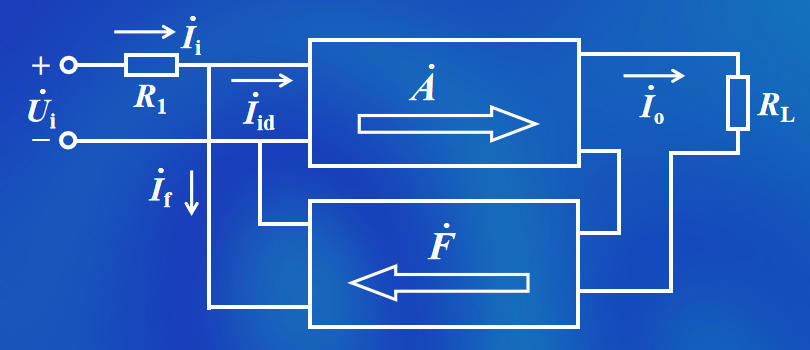 İi
+
R1
U̇i
−
İid
Ȧ
İo
RL
İf
Ḟ